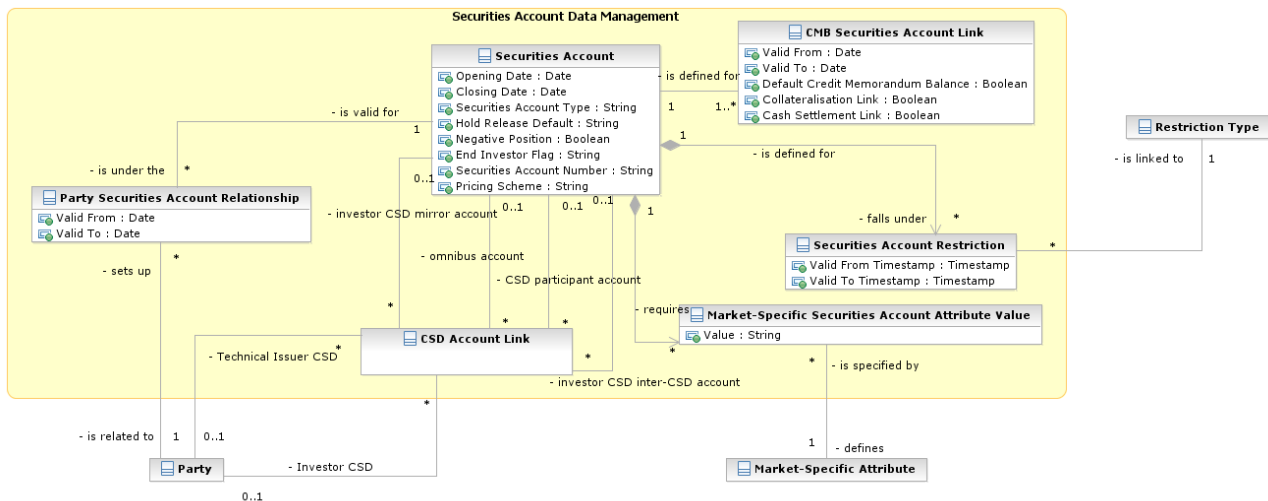 Securities Account Data Management
CMB Securities Account Link
Valid From : Date
Valid To : Date
Default Credit Memorandum Balance : Boolean
Collateralisation Link : Boolean
Cash Settlement Link : Boolean
Securities Account
Opening Date : Date
Closing Date : Date
Securities Account Type : String
Hold Release Default : String
Negative Position : Boolean
End Investor Flag : String
Securities Account Number : String
Pricing Scheme : String
- is defined for
1
1..*
- is valid for
1
1
- is defined for
Restriction Type
- is linked to
1
- is under the
*
0..1
Party Securities Account Relationship
Valid From : Date
Valid To : Date
0..1
0..1
0..1
1
- investor CSD mirror account
- falls under
*
Securities Account Restriction
Valid From Timestamp : Timestamp
Valid To Timestamp : Timestamp
*
- sets up
*
- omnibus account
- CSD participant account
*
*
*
- requires
Market-Specific Securities Account Attribute Value
Value : String
*
CSD Account Link
- Technical Issuer CSD
*
*
- investor CSD inter-CSD account
*
- is specified by
*
- is related to
1
0..1
1
- defines
Party
- Investor CSD
0..1
Market-Specific Attribute